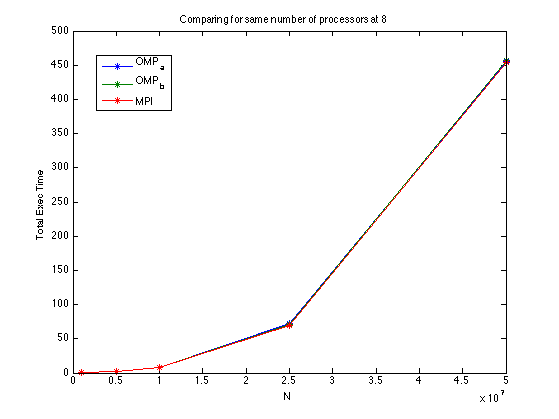 Comparing for same number of processors at 8
500
450
400
350
300
250
200
150
100
50
0
Total Exec Time
OMP_a
OMP_b
MPI
0 0.5 1 1.5 2 2.5 3 3.5 4 4.5 5
N
x 10^7